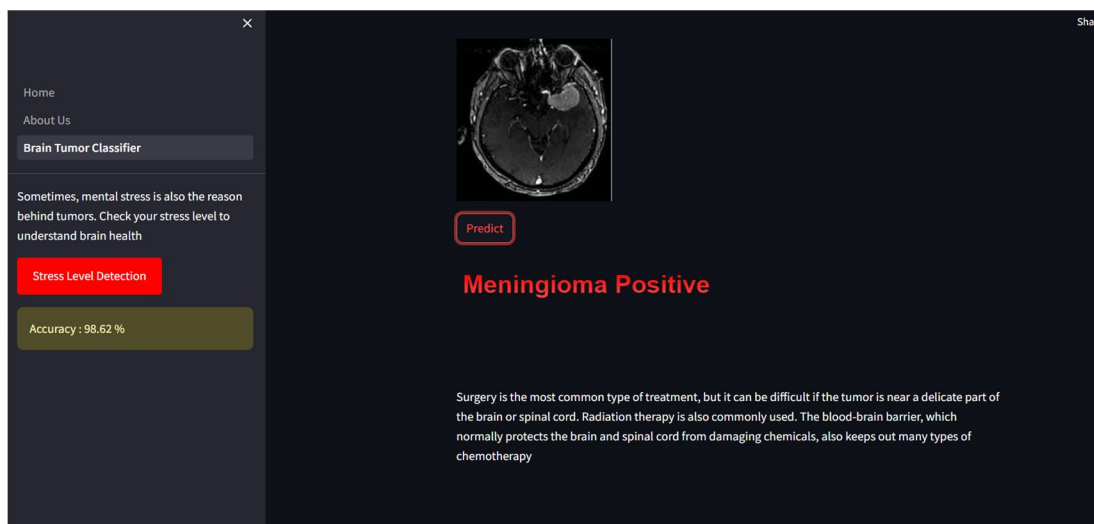 Home
About Us
Brain Tumor Classifier
Sometimes, mental stress is also the reason
behind tumors. Check your stress level to
understand brain health
Stress Level Detection
Accuracy : 98.62 %
Predict
Meningioma Positive
Surgery is the most common type of treatment, but it can be difficult if the tumor is near a delicate part of
the brain or spinal cord. Radiation therapy is also commonly used. The blood-brain barrier, which
normally protects the brain and spinal cord from damaging chemicals, also keeps out many types of
chemotherapy
Sha